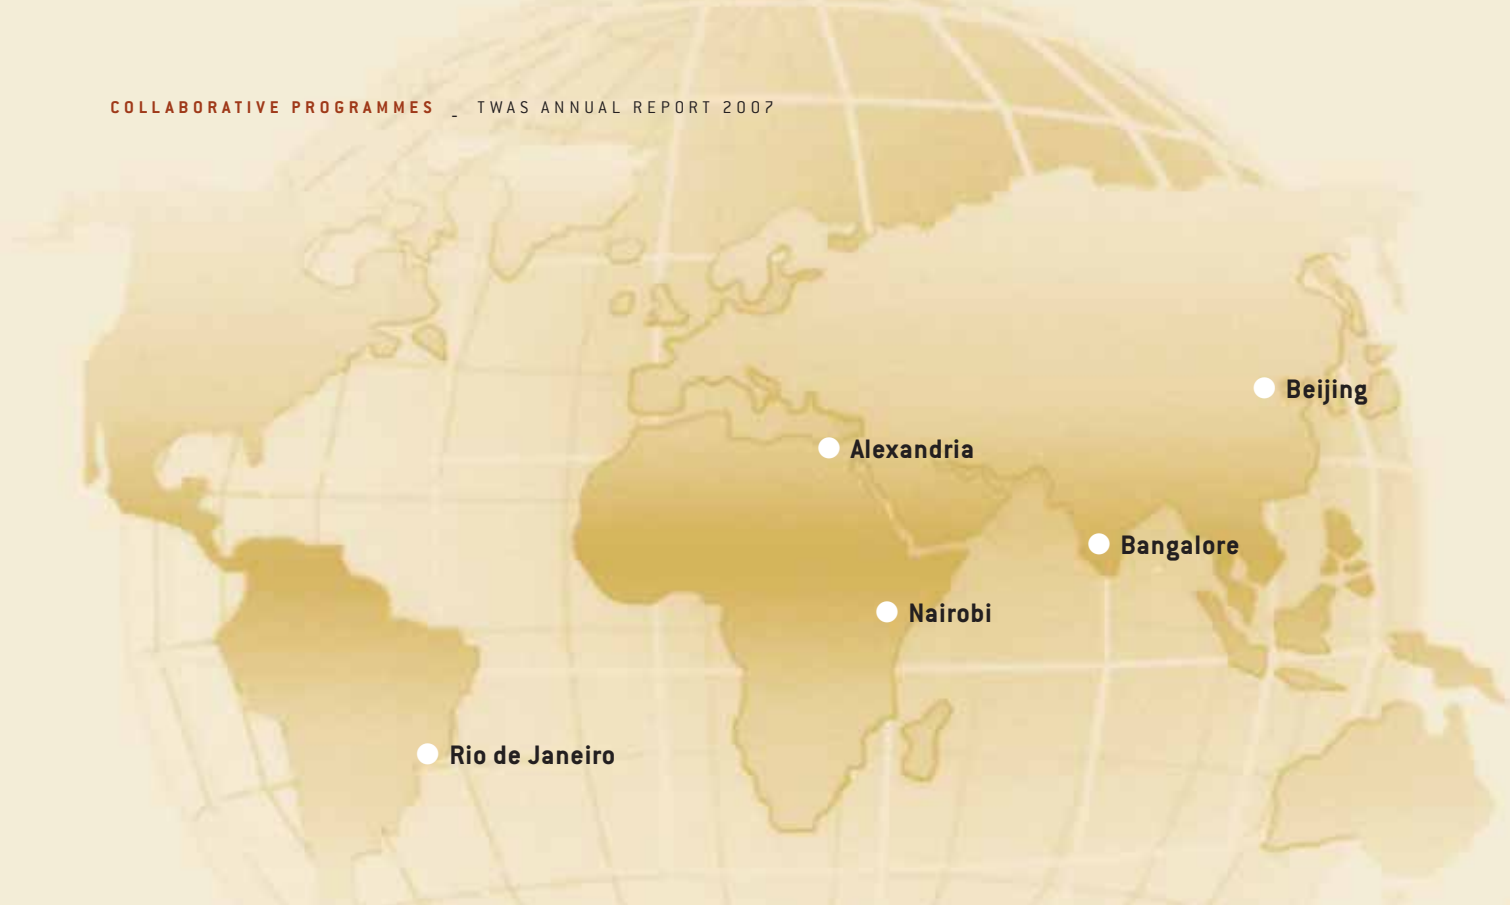 COLLABORATIVE PROGRAMMES _ TWAS ANNUAL REPORT 2007
Beijing
Alexandria
Bangalore
Nairobi
Rio de Janeiro